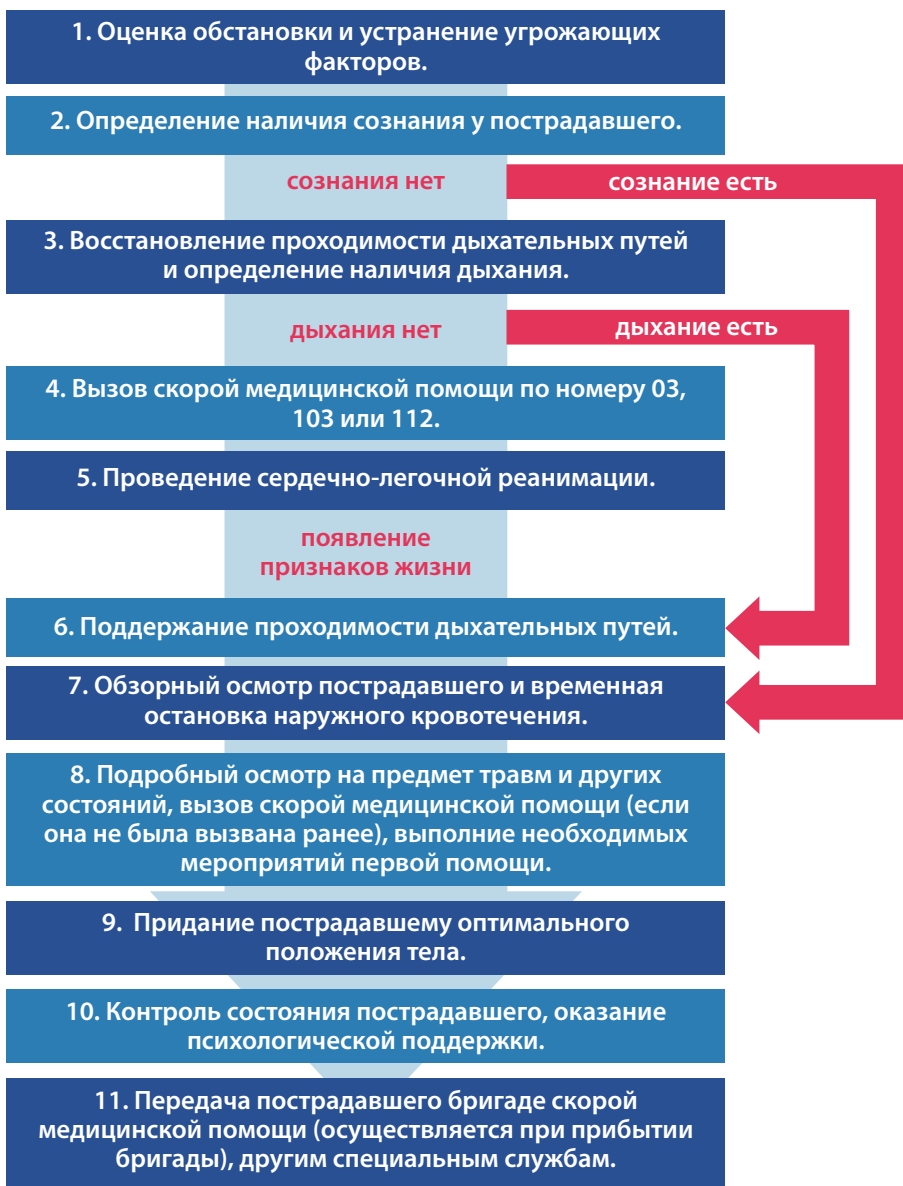 1. Оценка обстановки и устранение угрожающих
факторов.
2. Определение наличия сознания у пострадавшего.
сознания нет
сознание есть
3. Восстановление проходимости дыхательных путей
и определение наличия дыхания.
дыхания нет
дыхание есть
4. Вызов скорой медицинской помощи по номеру 03,
103 или 112.
5. Проведение сердечно-легочной реанимации.
появление
признаков жизни
6. Поддержание проходимости дыхательных путей.
7. Обзорный осмотр пострадавшего и временная
остановка наружного кровотечения.
8. Подробный осмотр на предмет травм и других
состояний, вызов скорой медицинской помощи (если
она не была вызвана ранее), выполние необходимых
мероприятий первой помощи.
9. Придание пострадавшему оптимального
положения тела.
10. Контроль состояния пострадавшего, оказание
психологической поддержки.
11. Передача пострадавшего бригаде скорой
медицинской помощи (осуществляется при прибытии
бригады), другим специальным службам.